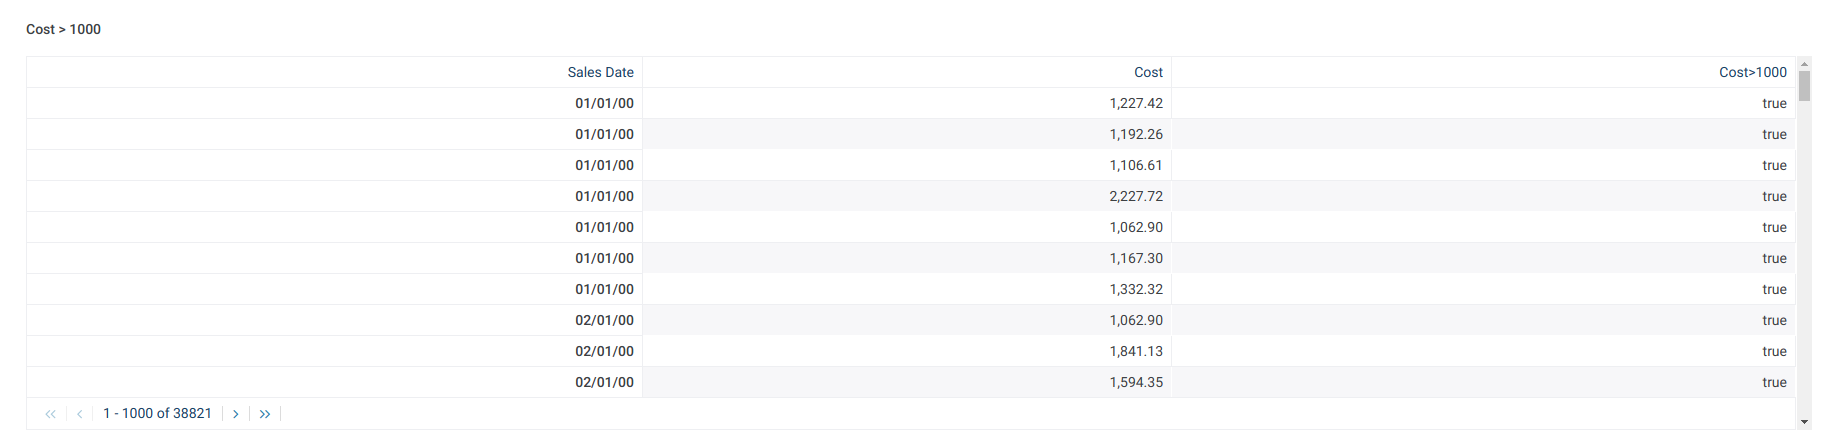 Cost > 1000
Sales Date Cost Cost>1000
01/01/00 1,227.42 true
01/01/00 1,192.26 true
01/01/00 1,106.61 true
01/01/00 2,227.72 true
01/01/00 1,062.90 true
01/01/00 1,167.30 true
01/01/00 1,332.32 true
02/01/00 1,062.90 true
02/01/00 1,841.13 true
02/01/00 1,594.35 true
1 - 1000 of 38821